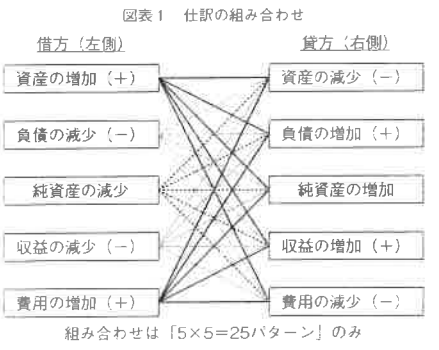 図表1 仕訳の組み合わせ
借方（左側） 貸方（右側）
資産の増加（＋） 資産の減少（－）
負債の減少（－） 負債の増加（＋）
純資産の減少 純資産の増加
収益の減少（－） 収益の増加（＋）
費用の増加（＋） 費用の減少（－）
組み合わせは「5×5＝25パターン」のみ